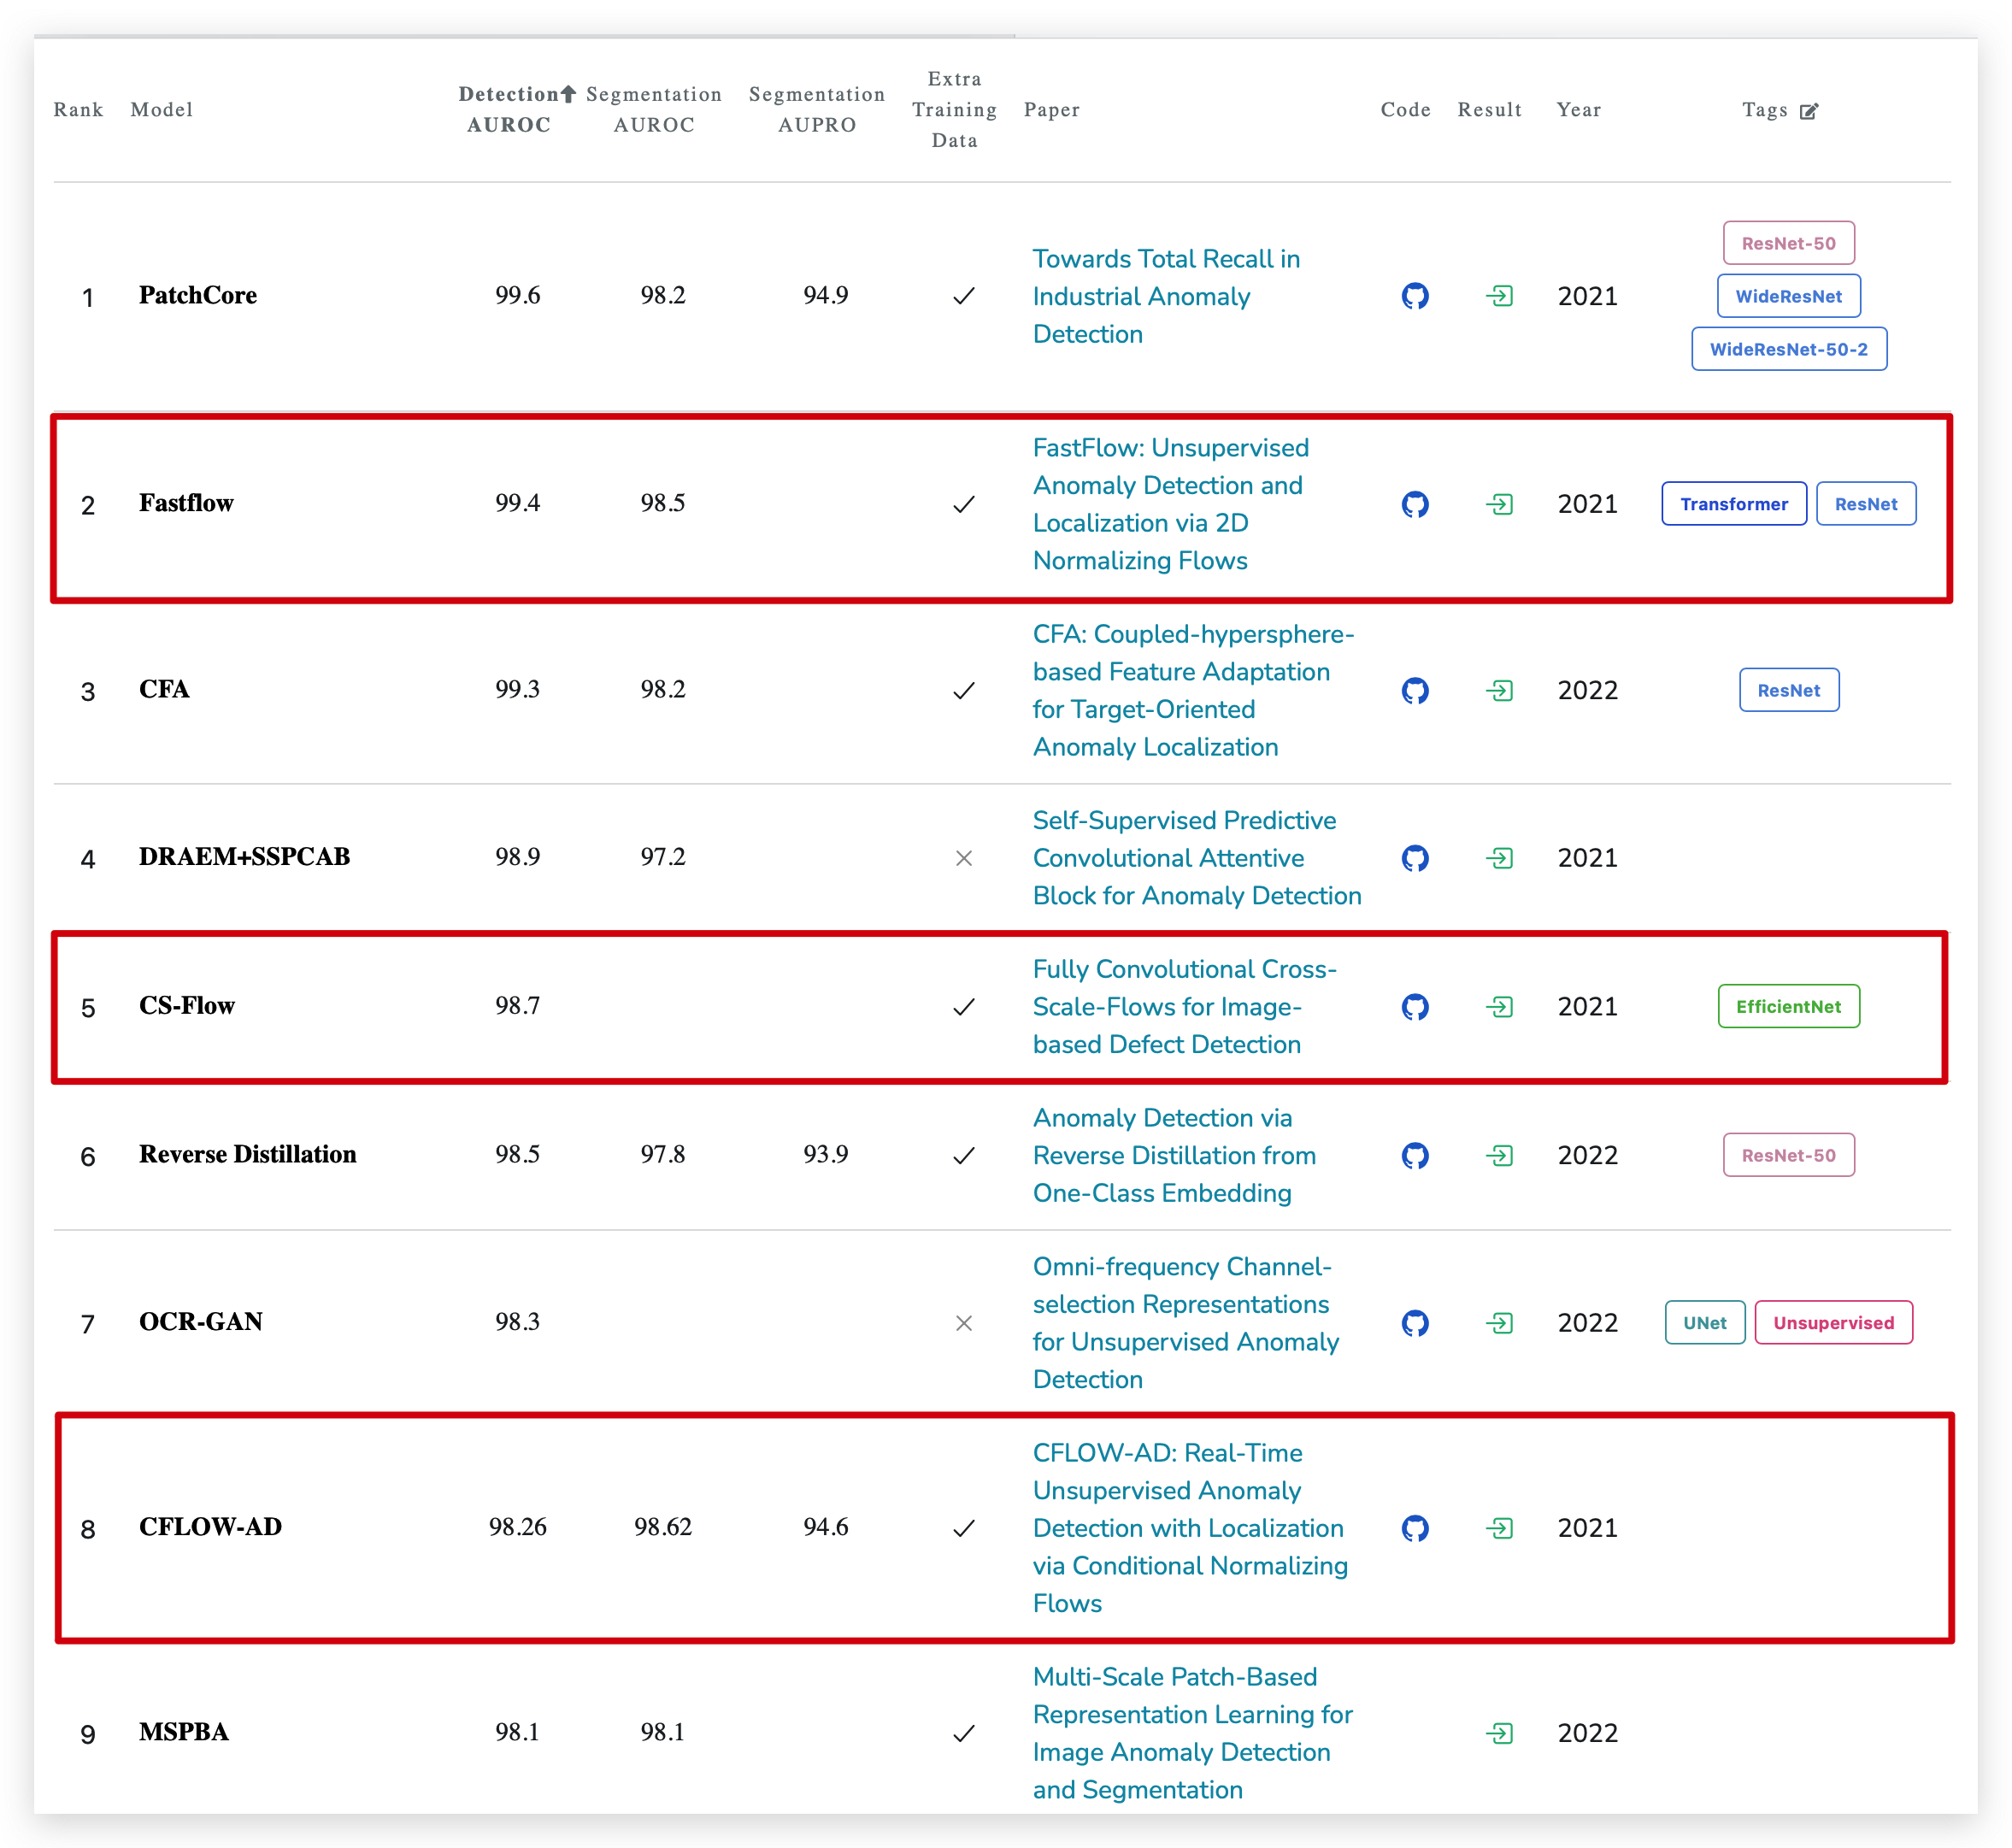 Rank Model Detection AUROC Segmentation AUROC Segmentation AUPRO Extra Training Data Paper Code Result Year Tags
1 PatchCore 99.6 98.2 94.9 ✓ Towards Total Recall in
Industrial Anomaly
Detection
2021
ResNet-50
WideResNet
WideResNet-50-2
2 Fastflow 99.4 98.5 ✓ FastFlow: Unsupervised
Anomaly Detection and
Localization via 2D
Normalizing Flows
2021 Transformer ResNet
3 CFA 99.3 98.2 ✓ CFA: Coupled-hypersphere-
based Feature Adaptation
for Target-Oriented
Anomaly Localization
2022 ResNet
4 DRAEM+SSPCAB 98.9 97.2 × Self-Supervised Predictive
Convolutional Attentive
Block for Anomaly Detection
2021
5 CS-Flow 98.7 ✓ Fully Convolutional Cross-
Scale-Flows for Image-
based Defect Detection
2021 EfficientNet
6 Reverse Distillation 98.5 97.8 93.9 ✓ Anomaly Detection via
Reverse Distillation from
One-Class Embedding
2022 ResNet-50
7 OCR-GAN 98.3 × Omni-frequency Channel-
selection Representations
for Unsupervised Anomaly
Detection
2022 UNet Unsupervised
8 CFLOW-AD 98.26 98.62 94.6 ✓ CFLOW-AD: Real-Time
Unsupervised Anomaly
Detection with Localization
via Conditional Normalizing
Flows
2021
9 MSPBA 98.1 98.1 ✓ Multi-Scale Patch-Based
Representation Learning for
Image Anomaly Detection
and Segmentation
2022